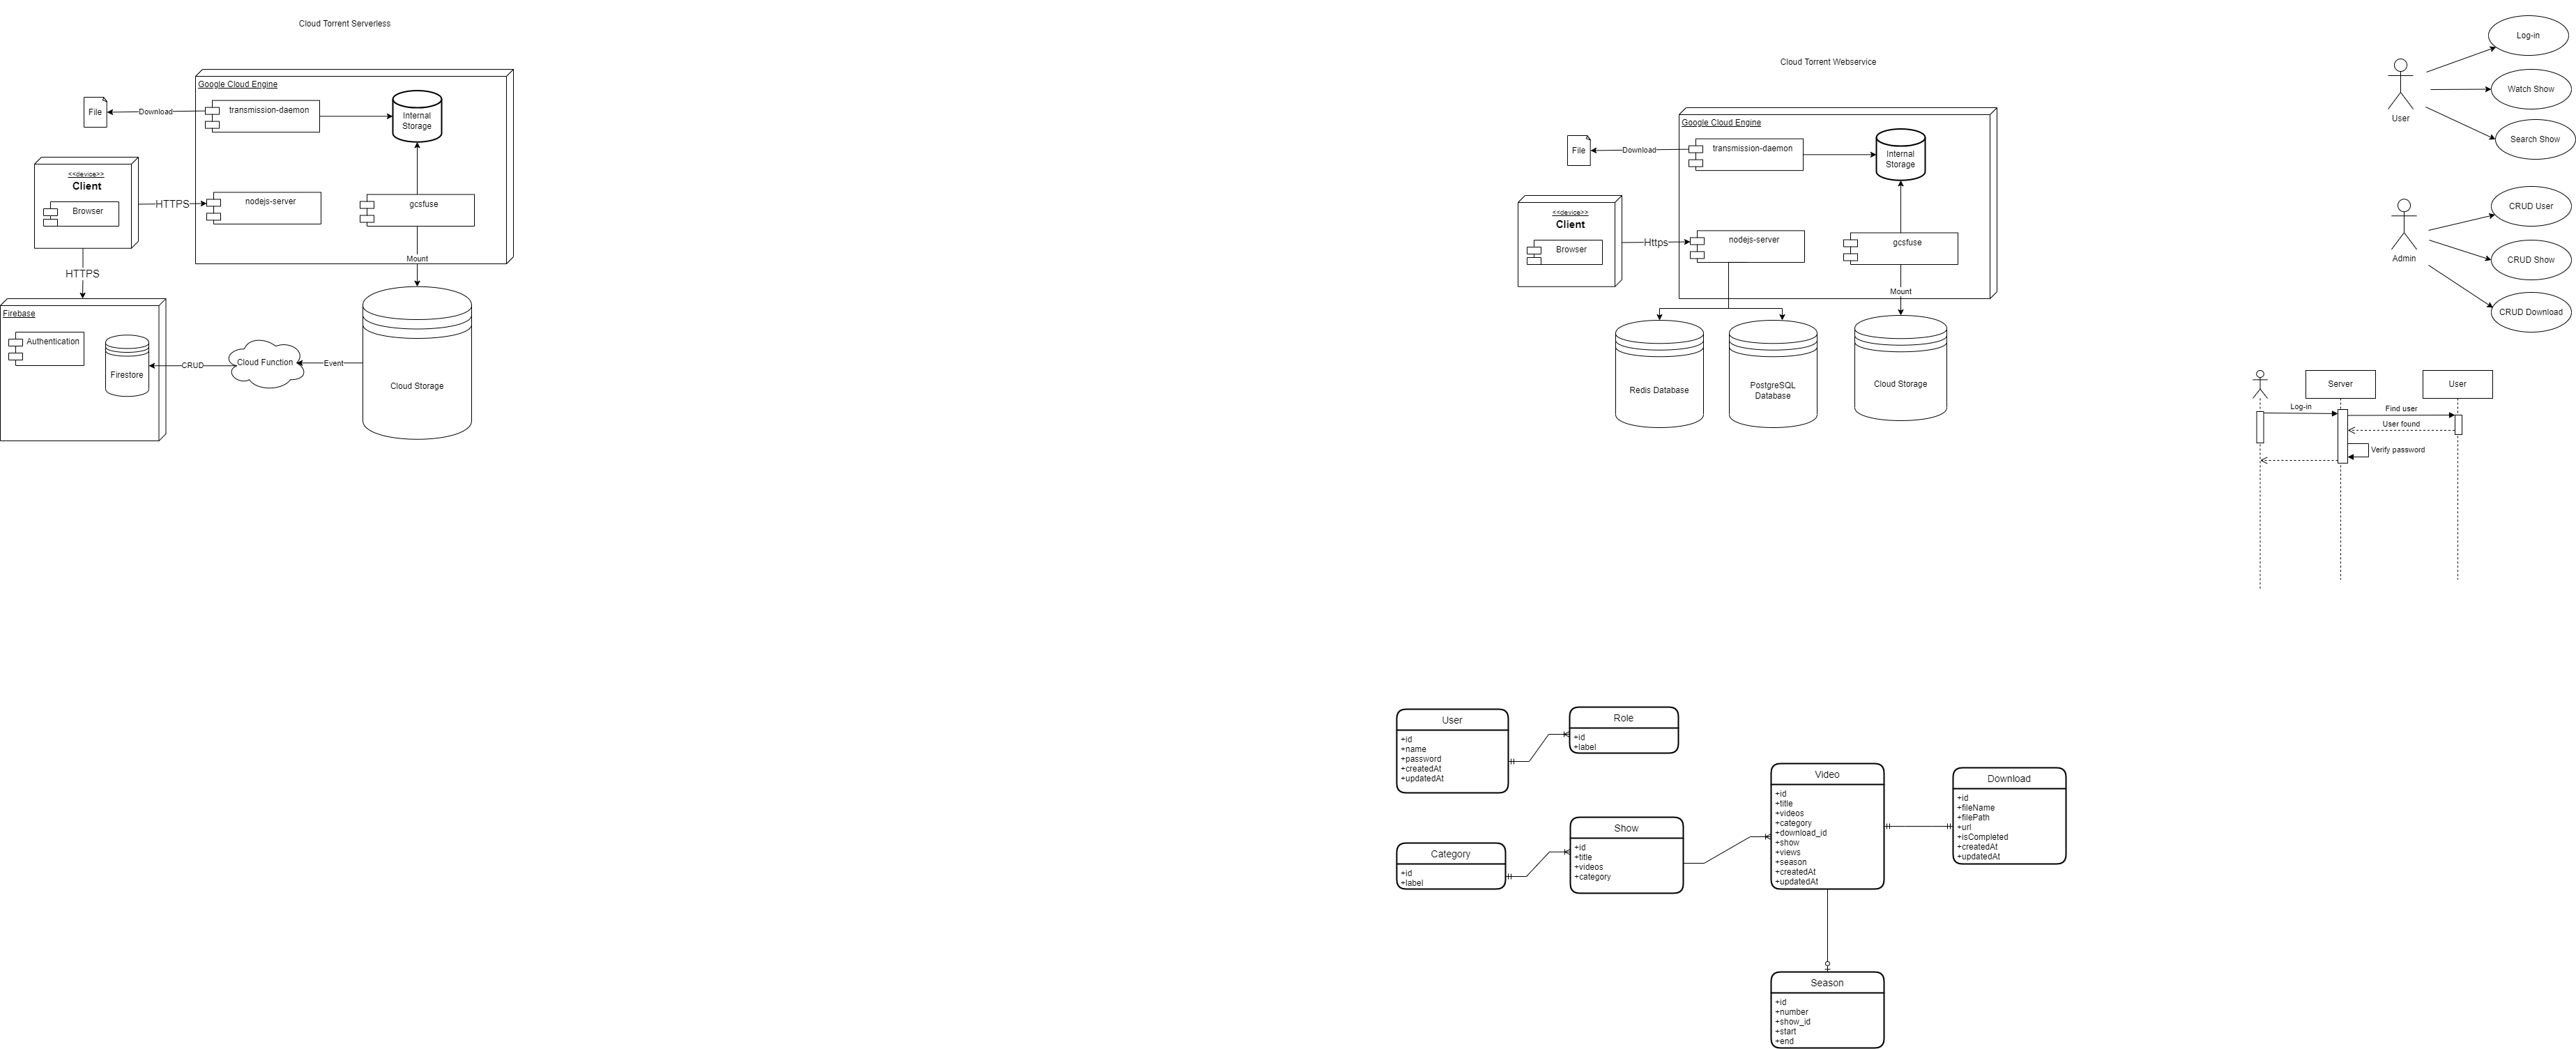 Cloud Torrent Serverless
Google Cloud Engine
File
Download
transmission-daemon
Internal
Storage
<<device>>
Client
Browser
HTTPS
nodejs-server
gcsfuse
Mount
HTTPS
Firebase
Authentication
Firestore
CRUD
Cloud Function
Event
Cloud Storage
Cloud Torrent Webservice
Google Cloud Engine
File
Download
transmission-daemon
Internal
Storage
<<device>>
Client
Browser
Https
nodejs-server
gcsfuse
Mount
Redis Database
PostgreSQL
Database
Cloud Storage
User
Log-in
Watch Show
Search Show
Admin
CRUD User
CRUD Show
CRUD Download
Server
User
Log-in
Find user
User found
Verify password
User
+id
+name
+password
+createdAt
+updatedAt
Role
+id
+label
Category
+id
+label
Show
+id
+title
+videos
+category
Video
+id
+title
+videos
+category
+download_id
+show
+views
+season
+createdAt
+updatedAt
Download
+id
+fileName
+filePath
+url
+isCompleted
+createdAt
+updatedAt
Season
+id
+number
+show_id
+start
+end